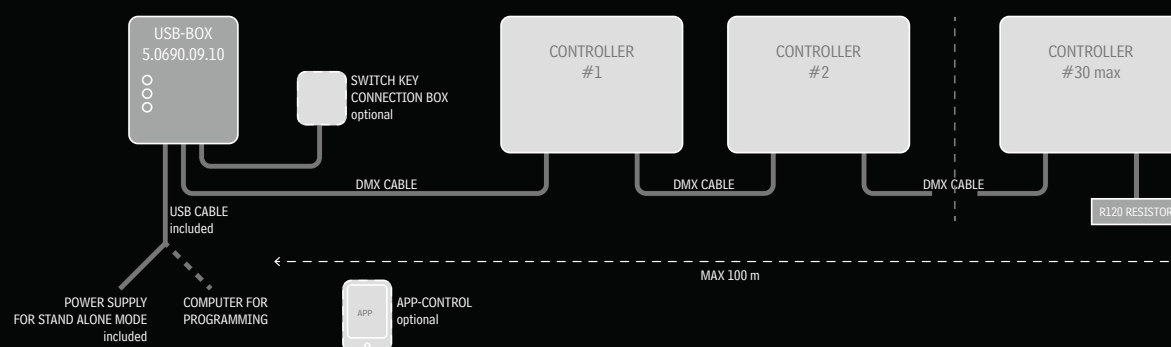 USB-BOX
5.0690.09.10
SWITCH KEY
CONNECTION BOX
optional
CONTROLLER
#1
CONTROLLER
#2
CONTROLLER
#30 max
DMX CABLE
DMX CABLE
DMX CABLE
R120 RESISTOR
USB CABLE
included
MAX 100 m
POWER SUPPLY
FOR STAND ALONE MODE
included
COMPUTER FOR
PROGRAMMING
APP
APP-CONTROL
optional